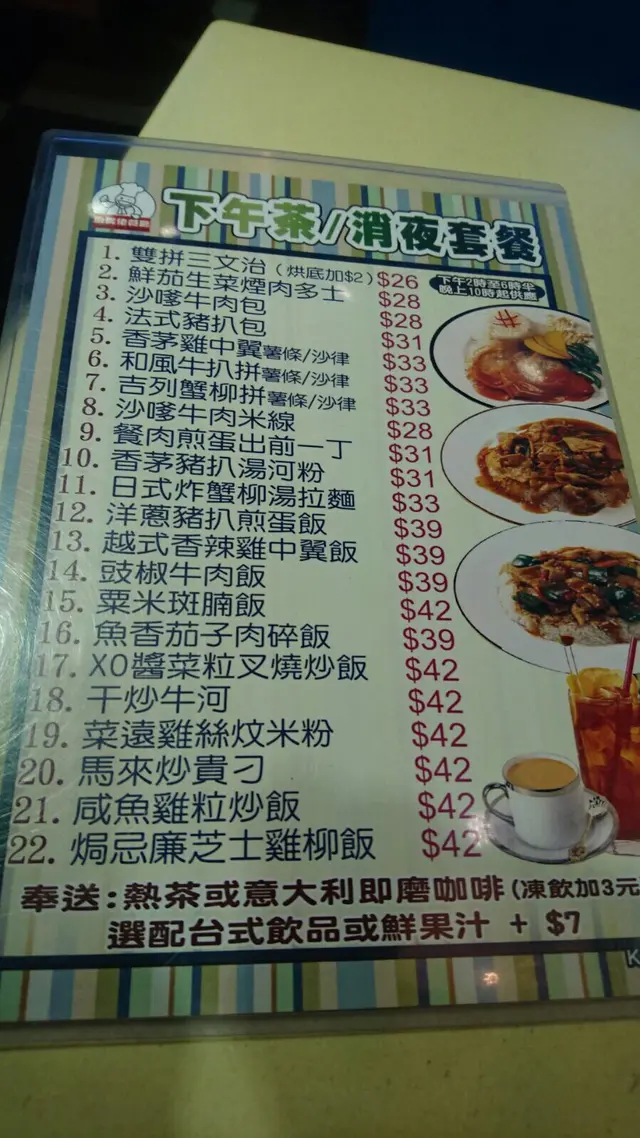 下午茶/消夜套餐
下午2時至6時半
晚上10時起供應
1. 雙拼三文治(烘底加$2) $26
2. 鮮茄生菜煙肉多士 $28
3. 沙嗲牛肉包 $28
4. 法式豬扒包 $31
5. 香茅雞中翼薯條/沙律 $33
6. 和風牛扒拼薯條/沙律 $33
7. 吉列蟹柳拼薯條/沙律 $33
8. 沙嗲牛肉米線 $28
9. 餐肉煎蛋出前一丁 $31
10. 香茅豬扒湯河粉 $31
11. 日式炸蟹柳湯拉麵 $33
12. 洋蔥豬扒煎蛋飯 $39
13. 越式香辣雞中翼飯 $39
14. 豉椒牛肉飯 $39
15. 粟米斑腩飯 $42
16. 魚香茄子肉碎飯 $39
17. XO醬菜粒叉燒炒飯 $42
18. 干炒牛河 $42
19. 菜遠雞絲炆米粉 $42
20. 馬來炒貴刁 $42
21. 咸魚雞粒炒飯 $42
22. 焗忌廉芝士雞柳飯 $42
奉送:熱茶或意大利即磨咖啡(凍飲加3元
選配台式飲品或鮮果汁 + $7